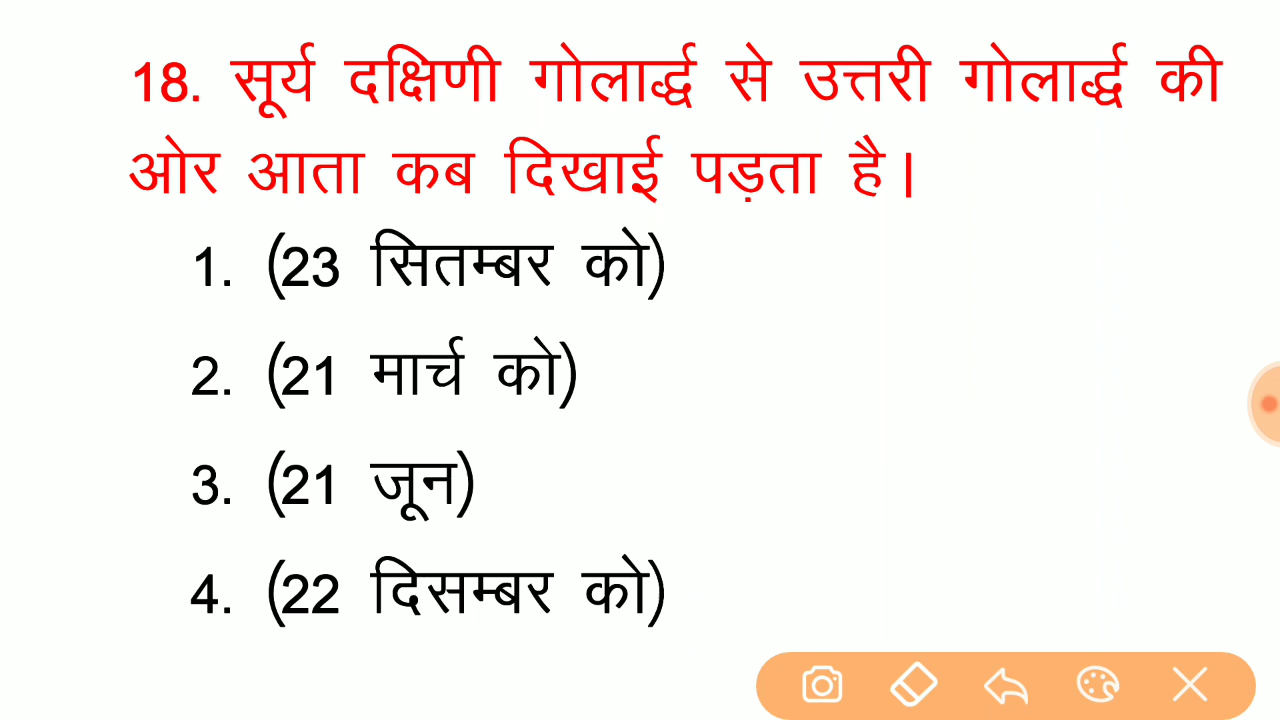 18. सूर्य दक्षिणी गोलार्द्ध से उत्तरी गोलार्द्ध की
ओर आता कब दिखाई पड़ता है।
1. (23 सितम्बर को)
2. (21 मार्च को)
3. (21 जून)
4. (22 दिसम्बर को)